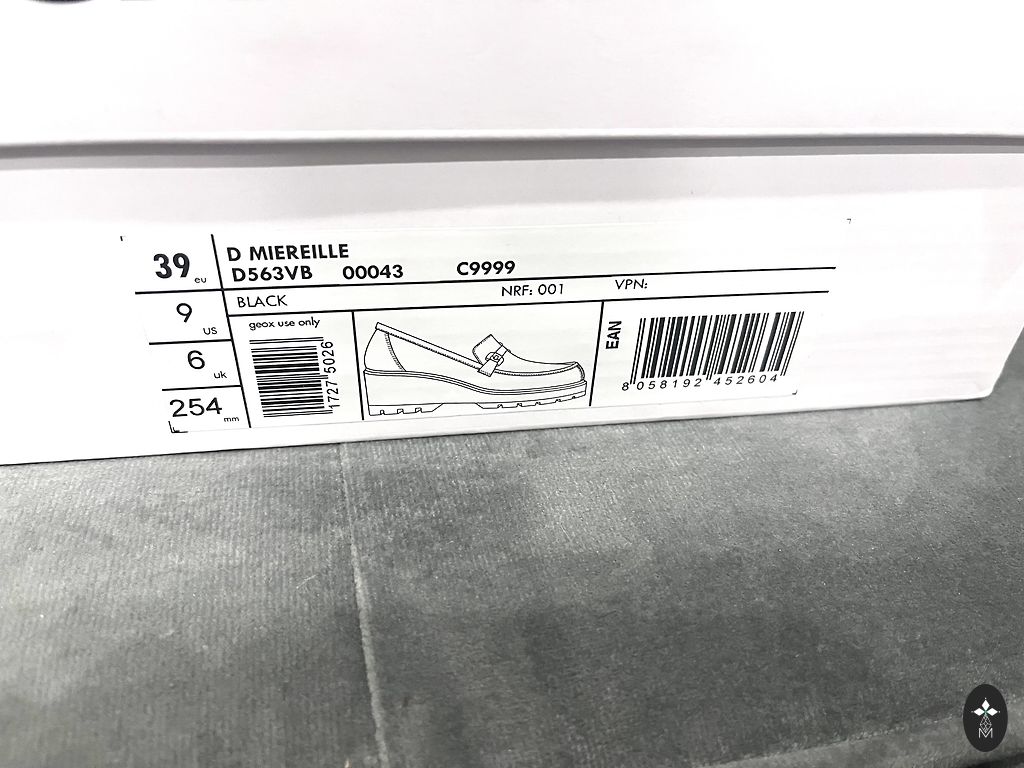 39 eu
D MIEREILLE
D563VB 00043 C9999
9 US
BLACK
NRF: 001
VPN:
6 uk
254 mm
geox use only
1727 5026
EAN
8 058192 452604
M